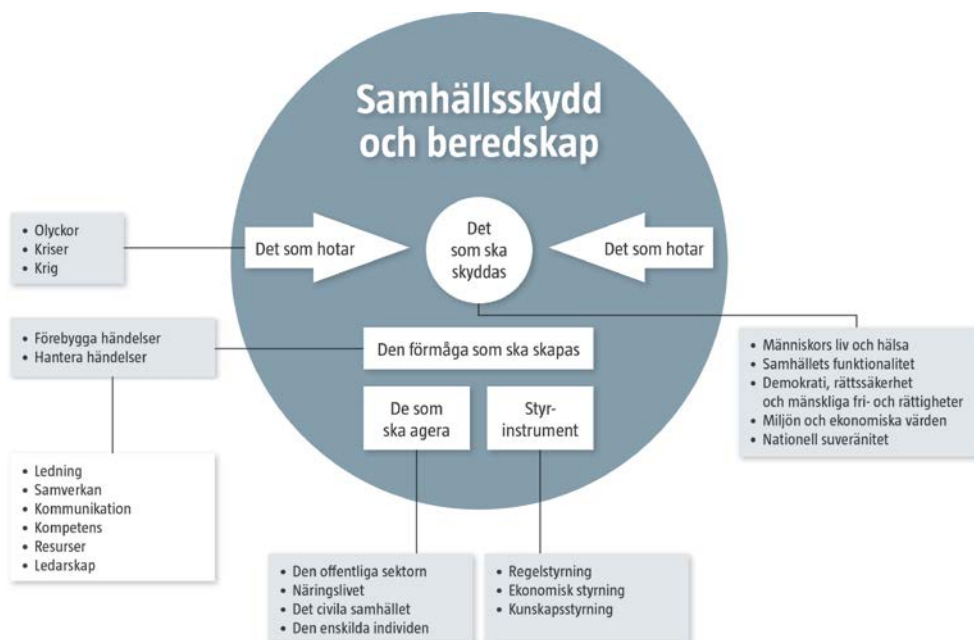 Samhällsskydd
och beredskap
• Olyckor
• Kriser
• Krig
Det som hotar
Det
som ska
skyddas
Det som hotar
• Förebygga händelser
• Hantera händelser
Den förmåga som ska skapas
• Människors liv och hälsa
• Samhällets funktionalitet
• Demokrati, rättssäkerhet
och mänskliga fri- och rättigheter
• Miljön och ekonomiska värden
• Nationell suveränitet
De som
ska agera
Styr-
instrument
• Ledning
• Samverkan
• Kommunikation
• Kompetens
• Resurser
• Ledarskap
• Den offentliga sektorn
• Näringslivet
• Det civila samhället
• Den enskilda individen
• Regelstyrning
• Ekonomisk styrning
• Kunskapsstyrning